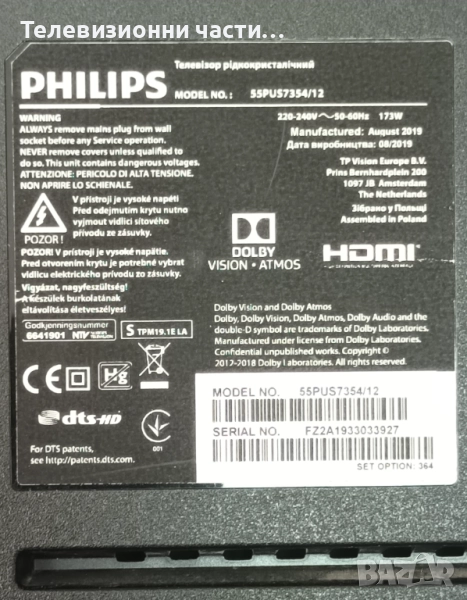 Телевизионни части…
Телевізор рідкокристалічний
PHILIPS
MODEL NO.: 55PUS7354/12
WARNING
ALWAYS remove mains plug from wall
socket before any Service operation.
NEVER remove covers unless qualified to
do so. This unit contains dangerous voltages.
ATTENZIONE: PERICOLO DI ALTA TENSIONE.
NON APRIRE LO SCHIENALE.
220-240V ~ 50-60Hz 173W
Manufactured: August 2019
Дата виробництва: 08/2019
TP Vision Europe B.V.
Prins Bernhardplein 200
1097 JB Amsterdam
The Netherlands
Зібрано у Польщі
Assembled in Poland
V přístroji je vysoké napětí
Před odejmutím krytu nutno
vyjmout vidlici síťového
přívodu ze zásuvky.
POZOR !
POZOR! V přístroji je vysoké napätie.
Pred otvorením krytu je potrebné vybrať
vidlicu elektrického prívodu zo zásuvky.
Vigyázat, nagyfeszültség!
A készülék burkolatának
eltávolítása életveszélyes!
DOLBY
VISION · ATMOS
HDMI
Godkjenningsnummer
6641901 NTV
S TPM19.1E LA
Dolby Vision and Dolby Atmos
Dolby, Dolby Vision, Dolby Atmos, Dolby Audio and the
double-D symbol are trademarks of Dolby Laboratories.
Manufactured under license from Dolby Laboratories.
Confidential unpublished works. Copyright ©
2012-2018 Dolby Laboratories. All rights reserved.
CE Hg
dts-HD
001
For DTS patents,
see http://patents.dts.com.
MODEL NO. 55PUS7354/12
SERIAL NO. FZ2A1933033927
SET OPTION: 364
BAZAR